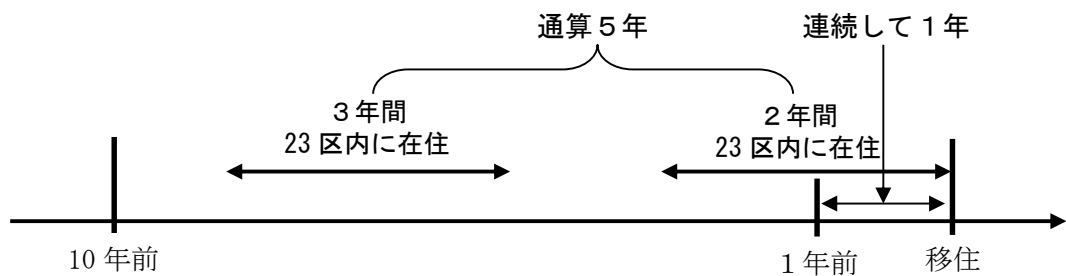 通算５年
連続して１年
３年間
23 区内に在住
２年間
23 区内に在住
10 年前
１年前
移住